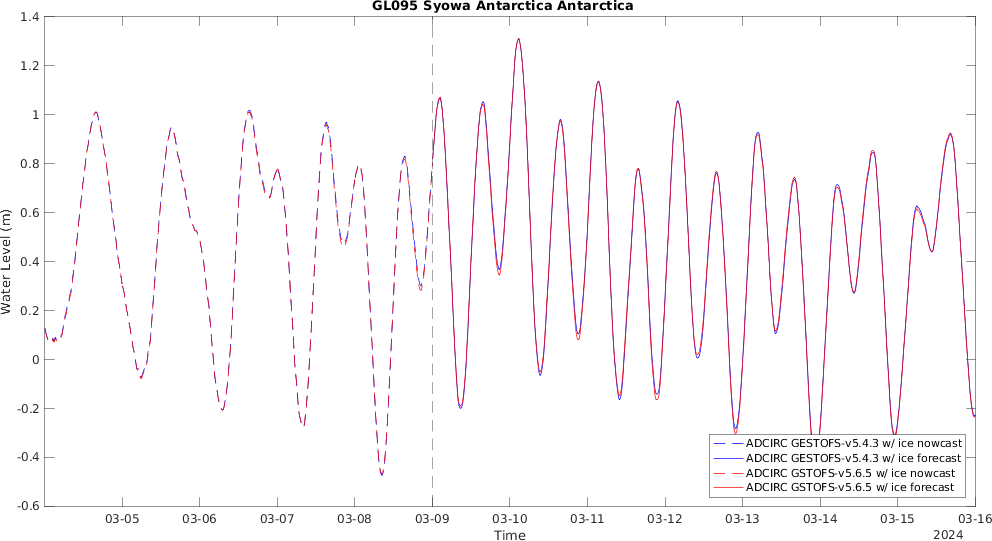 GL095 Syowa Antarctica Antarctica
1.4
1.2
1
0.8
0.6
0.4
0.2
0
-0.2
-0.4
-0.6
Water Level (m)
ADCIRC GESTOFS-v5.4.3 w/ ice nowcast
ADCIRC GESTOFS-v5.4.3 w/ ice forecast
ADCIRC GSTOFS-v5.6.5 w/ ice nowcast
ADCIRC GSTOFS-v5.6.5 w/ ice forecast
03-05 03-06 03-07 03-08 03-09 03-10 03-11 03-12 03-13 03-14 03-15 03-16
Time
2024